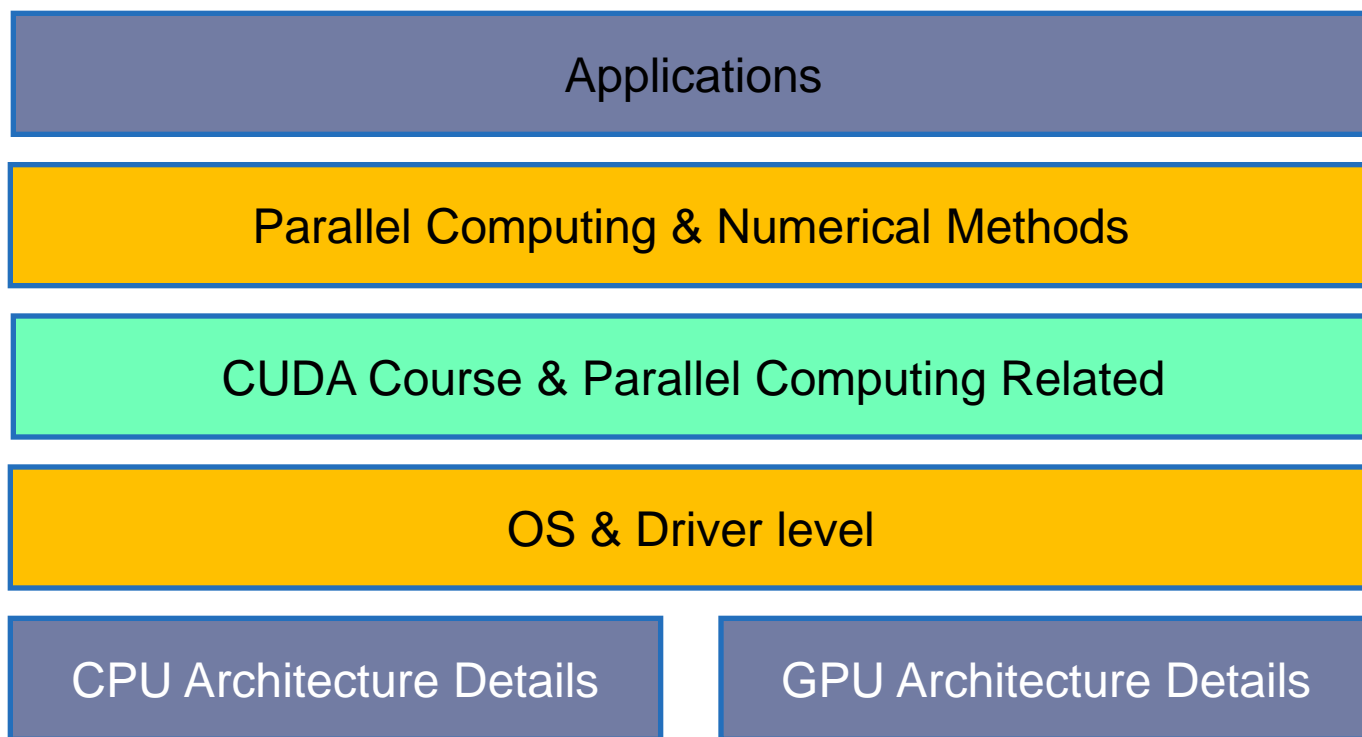 Applications
Parallel Computing & Numerical Methods
CUDA Course & Parallel Computing Related
OS & Driver level
CPU Architecture Details
GPU Architecture Details